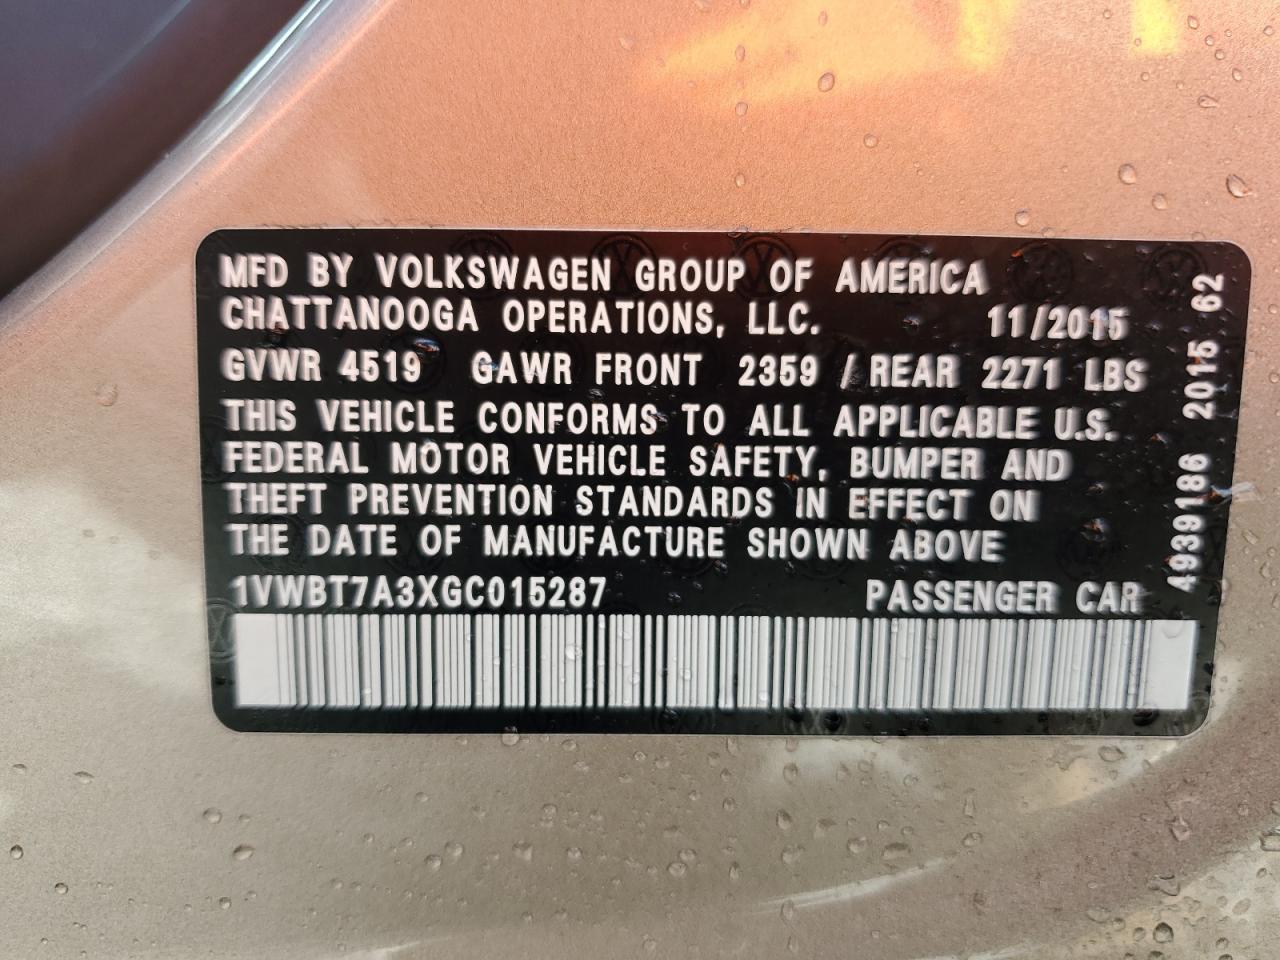 MFD BY VOLKSWAGEN GROUP OF AMERICA
CHATTANOOGA OPERATIONS, LLC. 11/2015
GVWR 4519 GAWR FRONT 2359 / REAR 2271 LBS
THIS VEHICLE CONFORMS TO ALL APPLICABLE U.S.
FEDERAL MOTOR VEHICLE SAFETY, BUMPER AND
THEFT PREVENTION STANDARDS IN EFFECT ON
THE DATE OF MANUFACTURE SHOWN ABOVE
1VWBT7A3XGC015287 PASSENGER CAR
4939186 2015 62